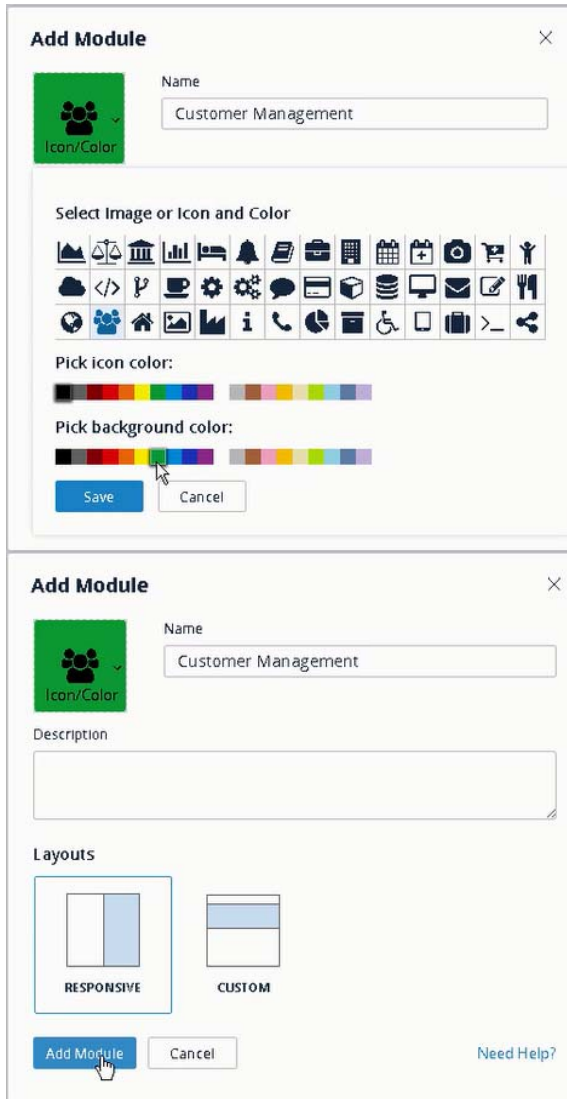 Add Module
Name
Customer Management
Icon/Color
Select Image or Icon and Color
Pick icon color:
Pick background color:
Save Cancel
Add Module
Name
Customer Management
Icon/Color
Description
Layouts
RESPONSIVE CUSTOM
Add Module Cancel Need Help?